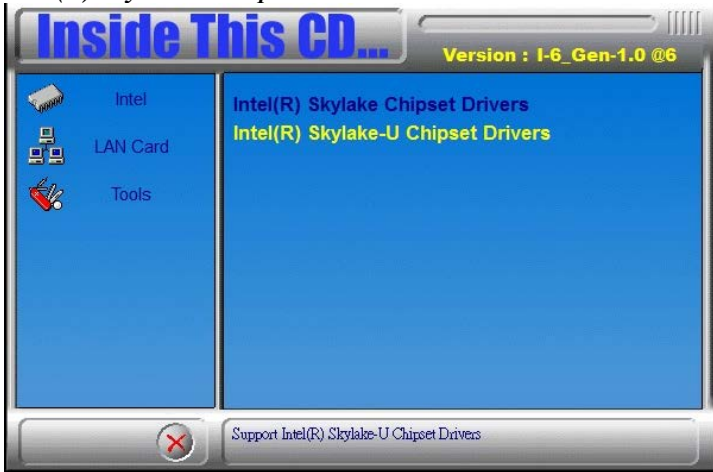 Inside This CD...
Version : I-6_Gen-1.0 @6
Intel
LAN Card
Tools
Intel(R) Skylake Chipset Drivers
Intel(R) Skylake-U Chipset Drivers
Support Intel(R) Skylake-U Chipset Drivers